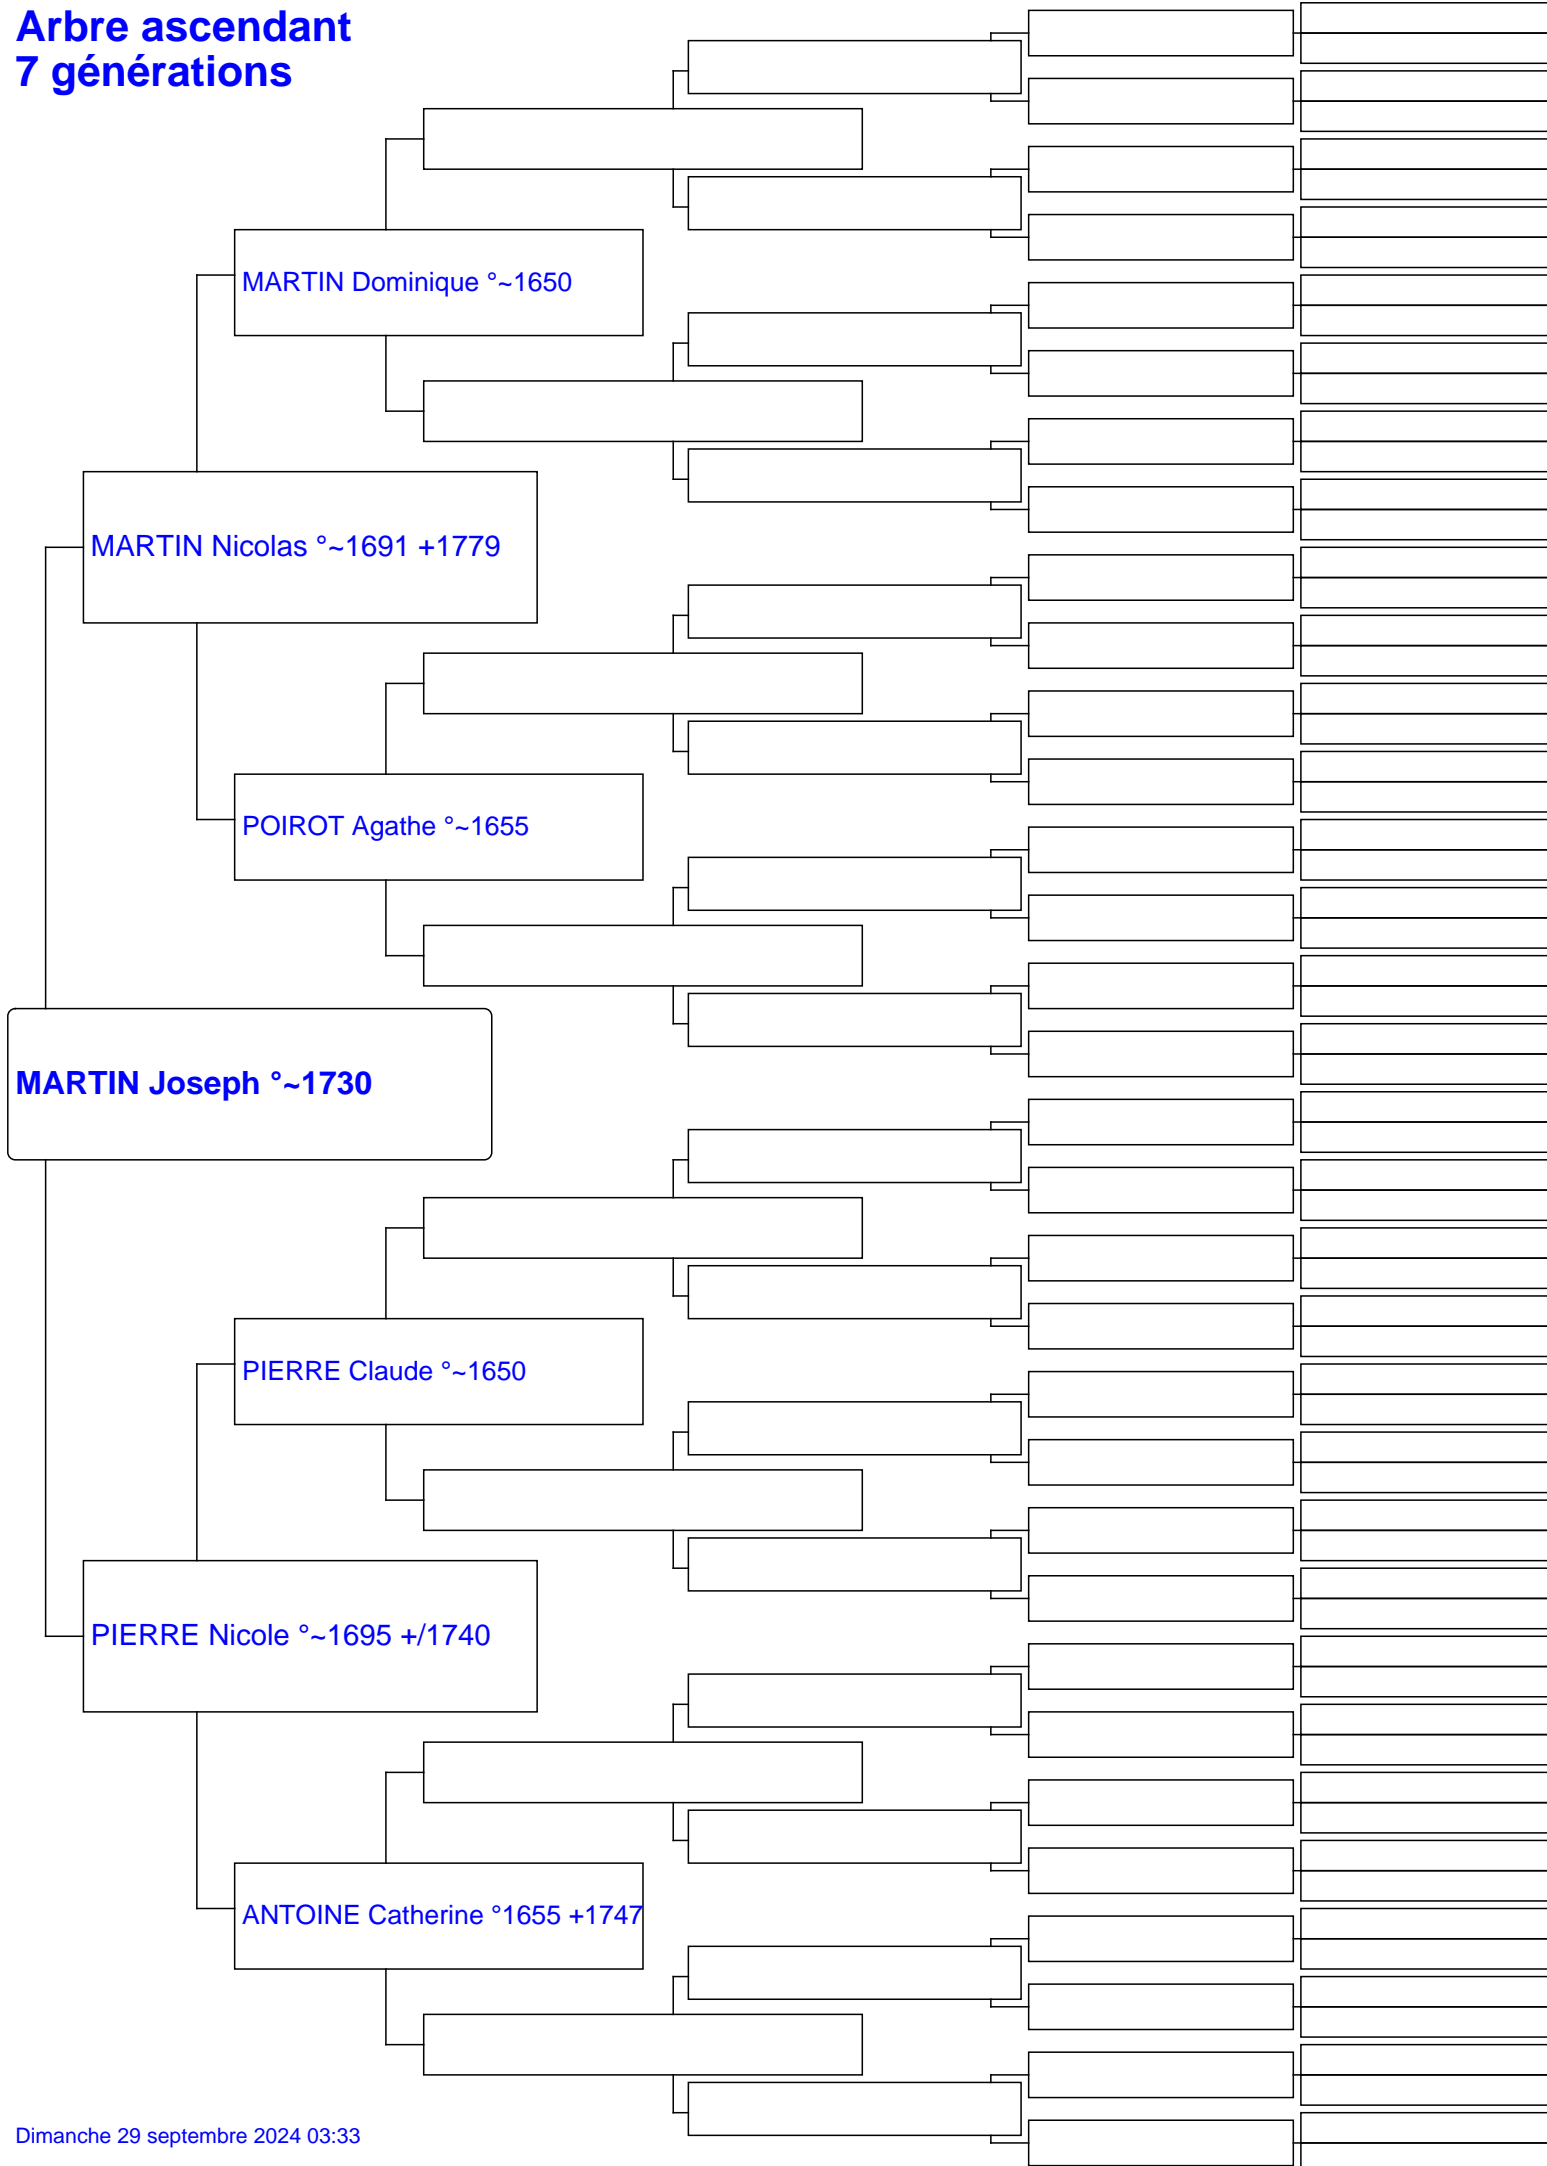 Arbre ascendant
7 générations
MARTIN Dominique °~1650
MARTIN Nicolas °~1691 +1779
POIROT Agathe °~1655
MARTIN Joseph °~1730
PIERRE Claude °~1650
PIERRE Nicole °~1695 +/1740
ANTOINE Catherine °1655 +1747
Dimanche 29 septembre 2024 03:33